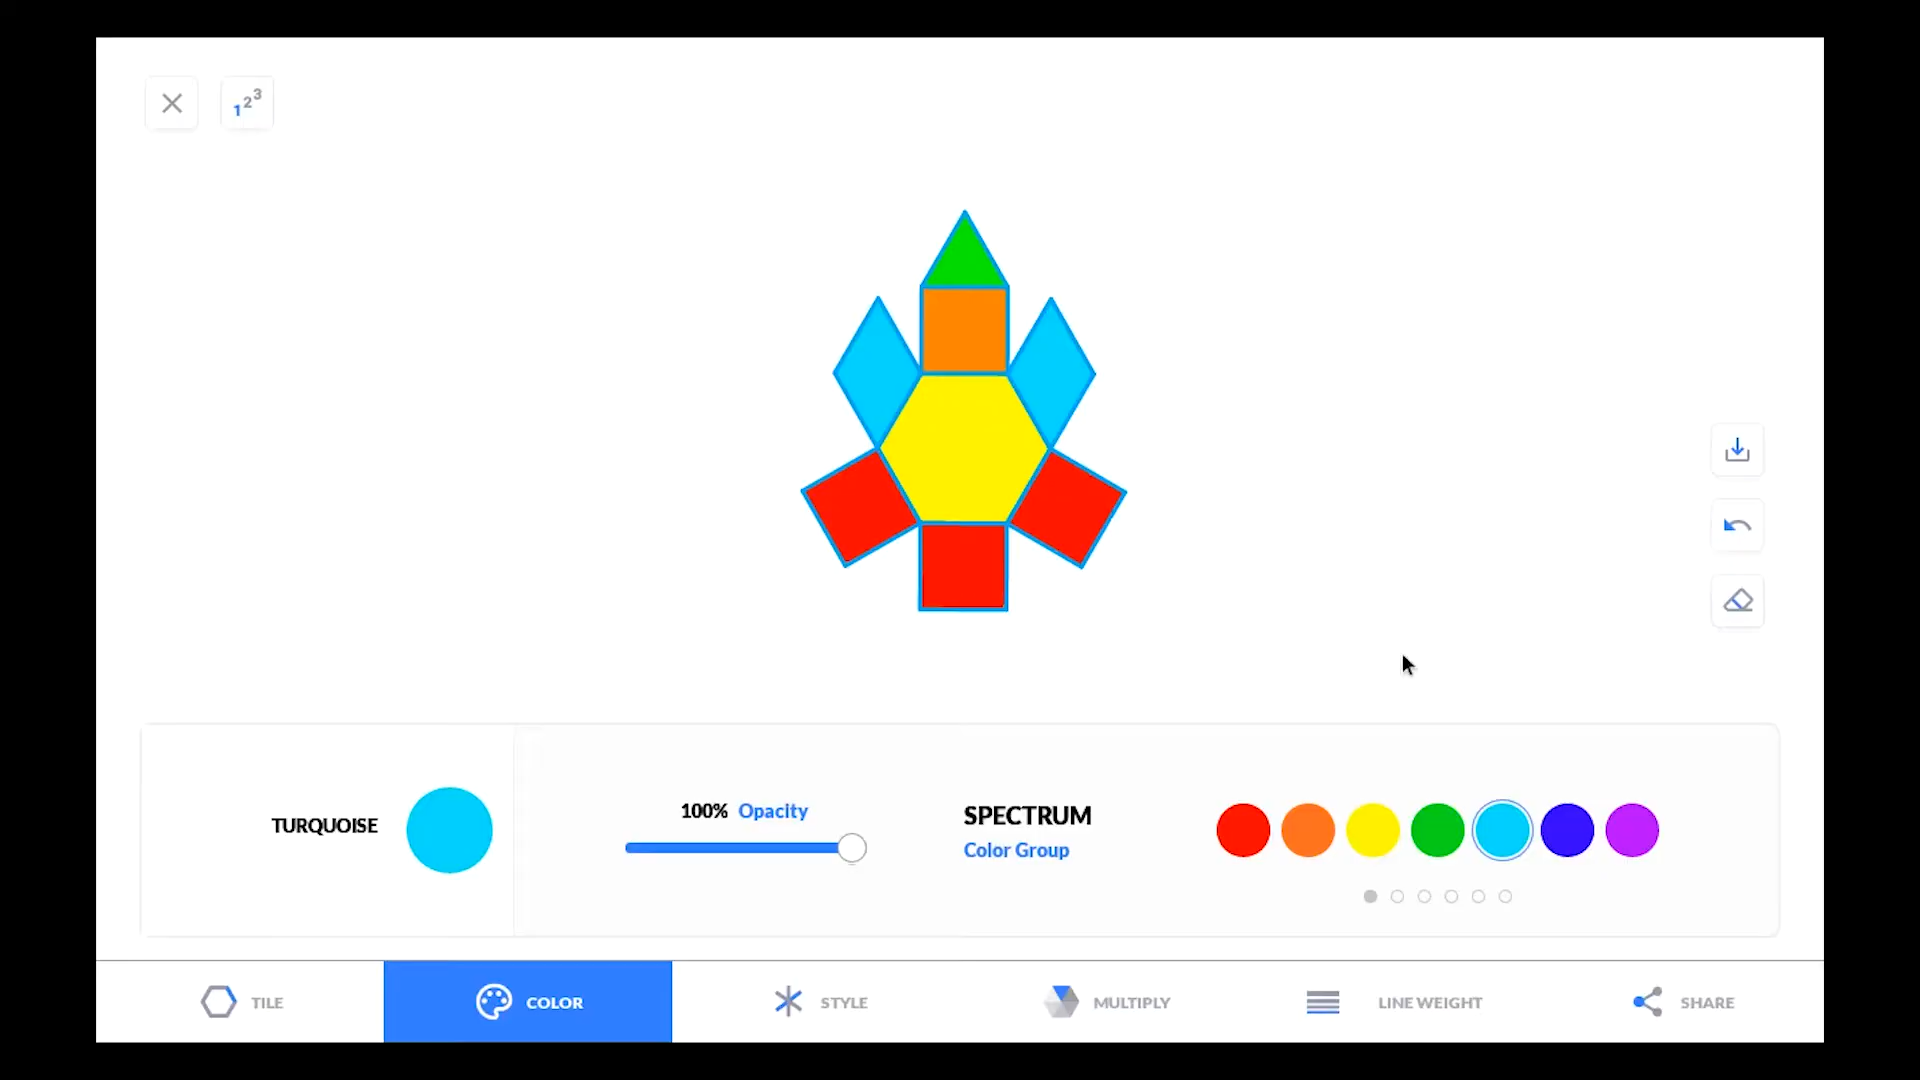 123
TURQUOISE
100% Opacity
SPECTRUM
Color Group
TILE
COLOR
STYLE
MULTIPLY
LINE WEIGHT
SHARE